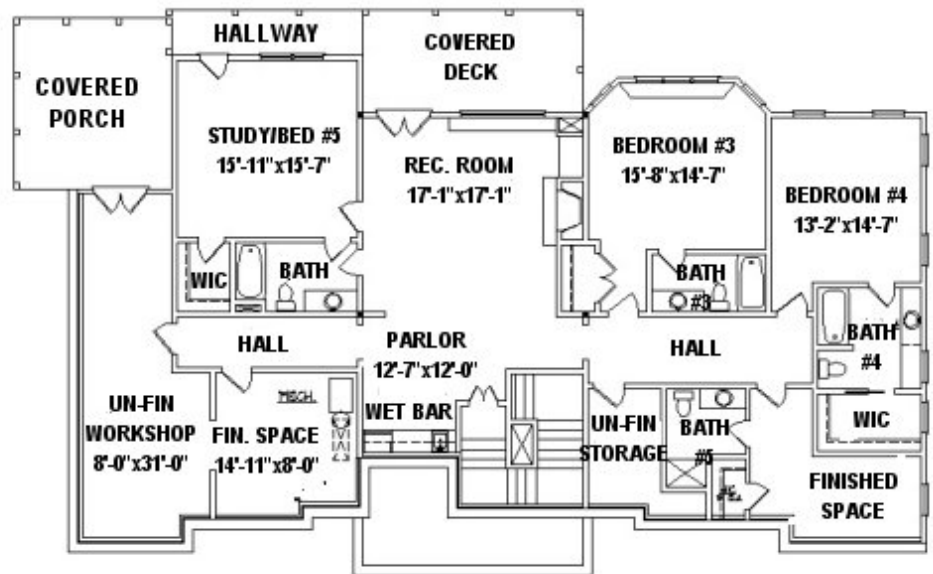 HALLWAY
COVERED
DECK
COVERED
PORCH
STUDY/BED #5
15'-11"x15'-7"
REC. ROOM
17'-1"x17'-1"
BEDROOM #3
15'-8"x14'-7"
BEDROOM #4
13'-2"x14'-7"
WIC
BATH
BATH
#3
HALL
PARLOR
12'-7"x12'-0"
HALL
BATH
#4
MECH.
WET BAR
UN-FIN
WORKSHOP
8'-0"x31'-0"
FIN. SPACE
14'-11"x8'-0"
UN-FIN
STORAGE
BATH
#5
WIC
FINISHED
SPACE